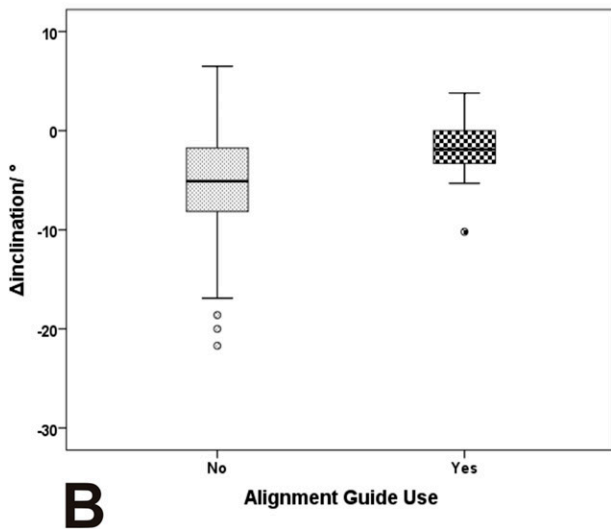 10
0
-10
-20
-30
Δinclination/ °
No Yes
Alignment Guide Use
B